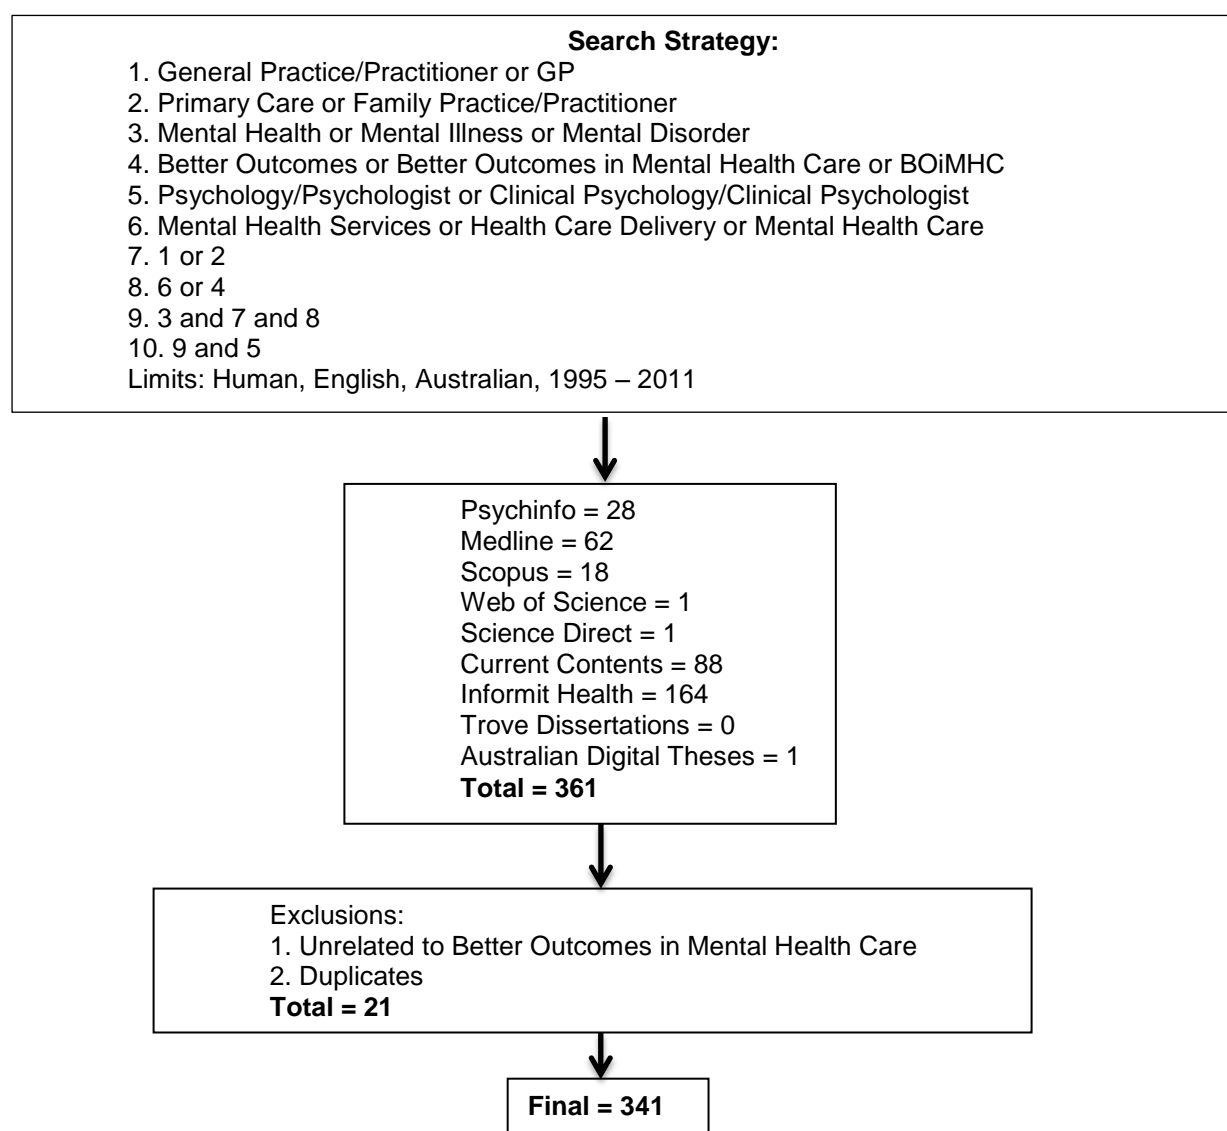 Search Strategy:
1. General Practice/Practitioner or GP
2. Primary Care or Family Practice/Practitioner
3. Mental Health or Mental Illness or Mental Disorder
4. Better Outcomes or Better Outcomes in Mental Health Care or BOiMHC
5. Psychology/Psychologist or Clinical Psychology/Clinical Psychologist
6. Mental Health Services or Health Care Delivery or Mental Health Care
7. 1 or 2
8. 6 or 4
9. 3 and 7 and 8
10. 9 and 5
Limits: Human, English, Australian, 1995 – 2011
Psychinfo = 28
Medline = 62
Scopus = 18
Web of Science = 1
Science Direct = 1
Current Contents = 88
Informit Health = 164
Trove Dissertations = 0
Australian Digital Theses = 1
Total = 361
Exclusions:
1. Unrelated to Better Outcomes in Mental Health Care
2. Duplicates
Total = 21
Final = 341